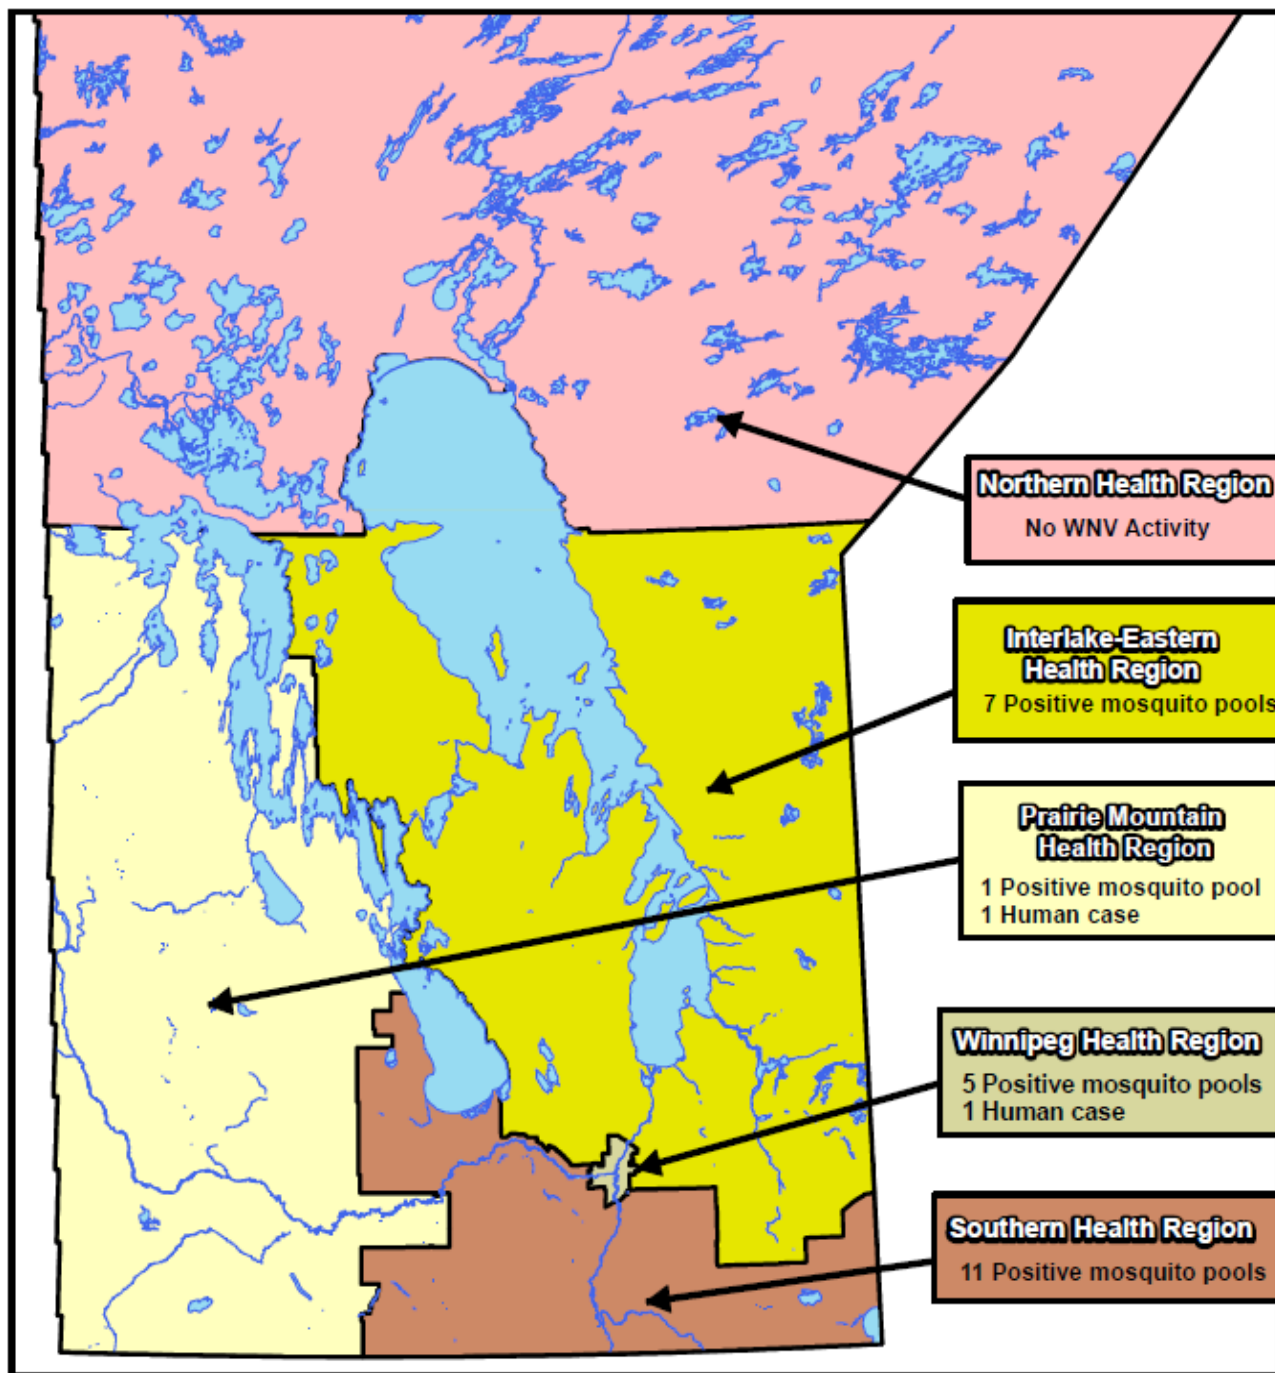 Northern Health Region
No WNV Activity
Interlake-Eastern
Health Region
7 Positive mosquito pools
Prairie Mountain
Health Region
1 Positive mosquito pool
1 Human case
Winnipeg Health Region
5 Positive mosquito pools
1 Human case
Southern Health Region
11 Positive mosquito pools